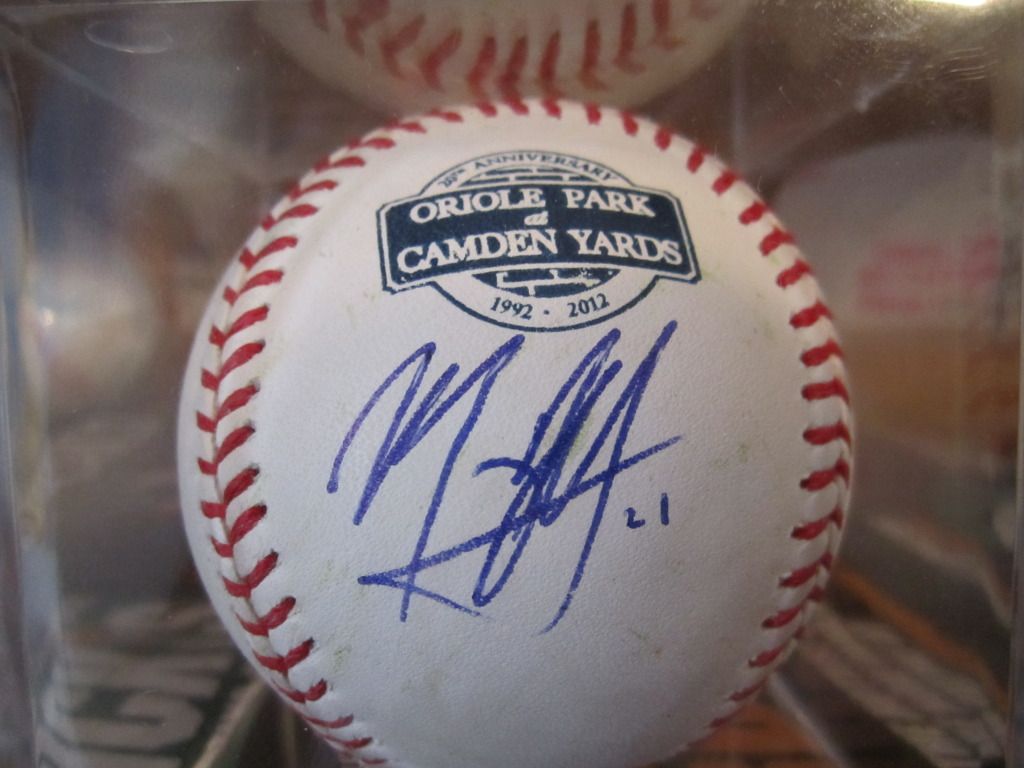 20TH ANNIVERSARY
ORIOLE PARK
at
CAMDEN YARDS
1992 · 2012
21